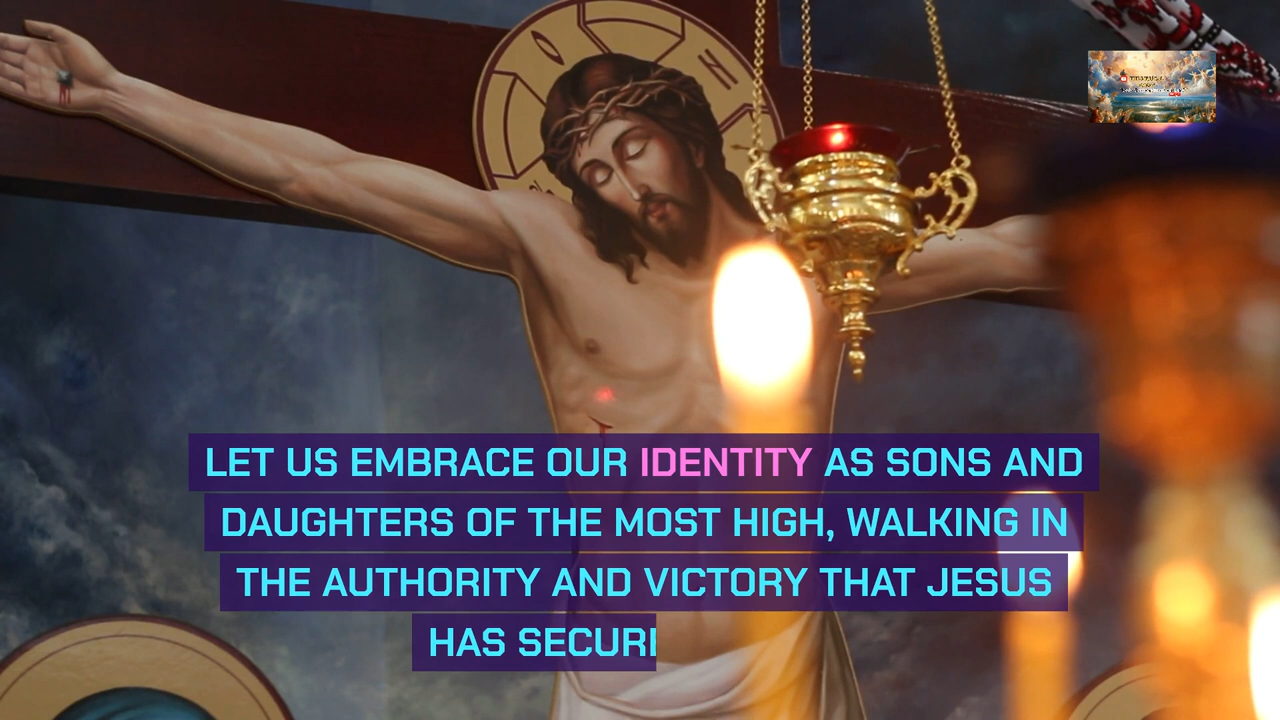 O H
LET US EMBRACE OUR IDENTITY AS SONS AND
DAUGHTERS OF THE MOST HIGH, WALKING IN
THE AUTHORITY AND VICTORY THAT JESUS
HAS SECURI